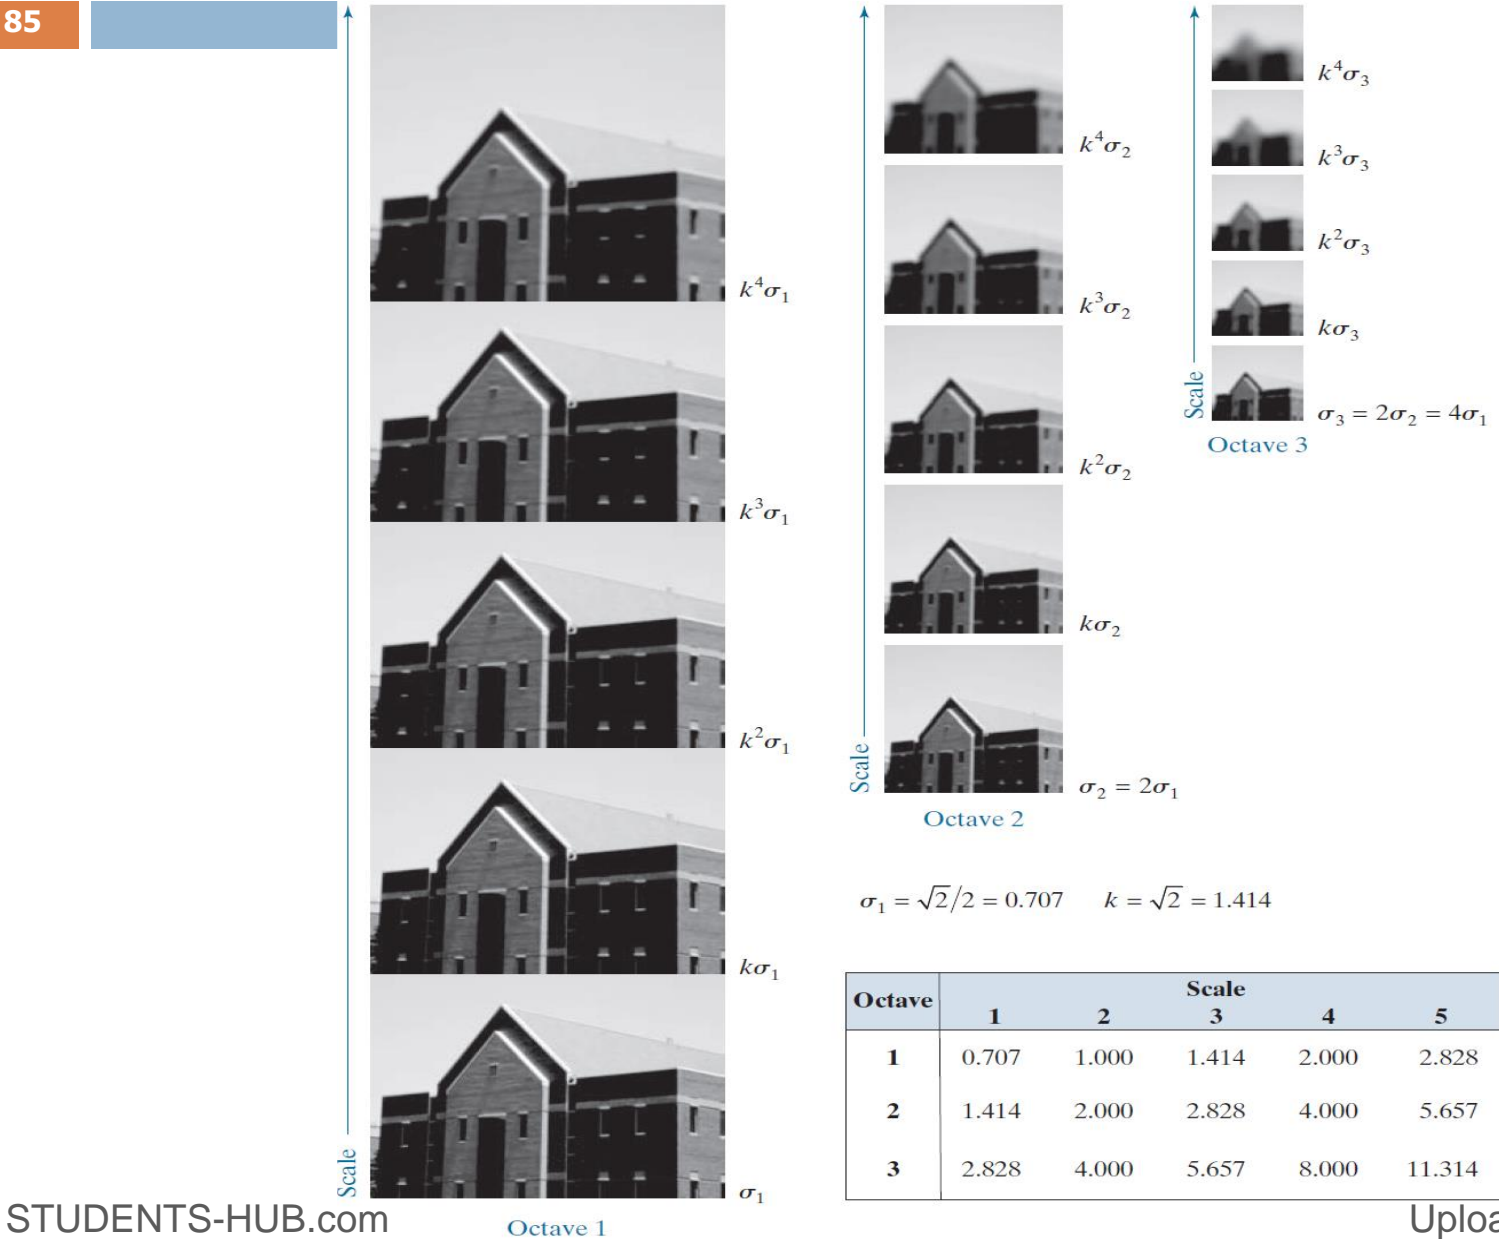 85
k⁴σ₁
k³σ₁
k²σ₁
kσ₁
σ₁
Scale
Octave 1
k⁴σ₂
k³σ₂
k²σ₂
kσ₂
σ₂ = 2σ₁
Scale
Octave 2
k⁴σ₃
k³σ₃
k²σ₃
kσ₃
σ₃ = 2σ₂ = 4σ₁
Scale
Octave 3
σ₁ = √2/2 = 0.707 k = √2 = 1.414
Octave Scale
1 2 3 4 5
1 0.707 1.000 1.414 2.000 2.828
2 1.414 2.000 2.828 4.000 5.657
3 2.828 4.000 5.657 8.000 11.314
STUDENTS-HUB.com
Uploa